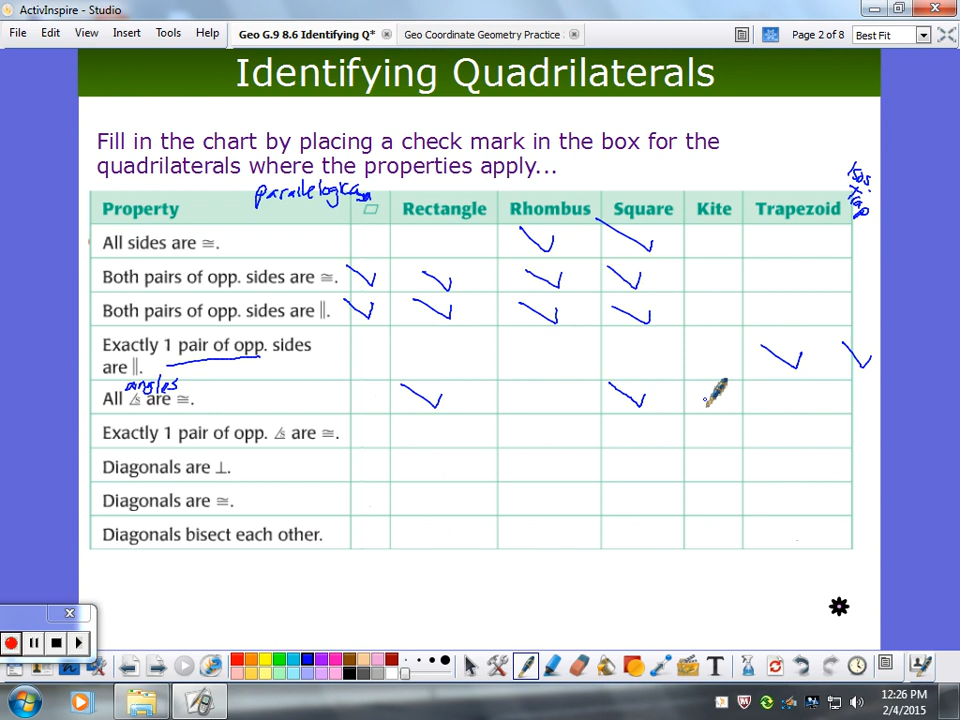 ActivInspire - Studio
File Edit View Insert Tools Help
Geo G.9 8.6 Identifying Q*
Geo Coordinate Geometry Practice
Page 2 of 8
Best Fit
Identifying Quadrilaterals
Fill in the chart by placing a check mark in the box for the
quadrilaterals where the properties apply...
Isos.
trap
Property ▱ Rectangle Rhombus Square Kite Trapezoid
All sides are ≅.
Both pairs of opp. sides are ≅.
Both pairs of opp. sides are ∥.
Exactly 1 pair of opp. sides
are ∥.
angles
All ∡ are ≅.
Exactly 1 pair of opp. ∡ are ≅.
Diagonals are ⊥.
Diagonals are ≅.
Diagonals bisect each other.
12:26 PM
2/4/2015